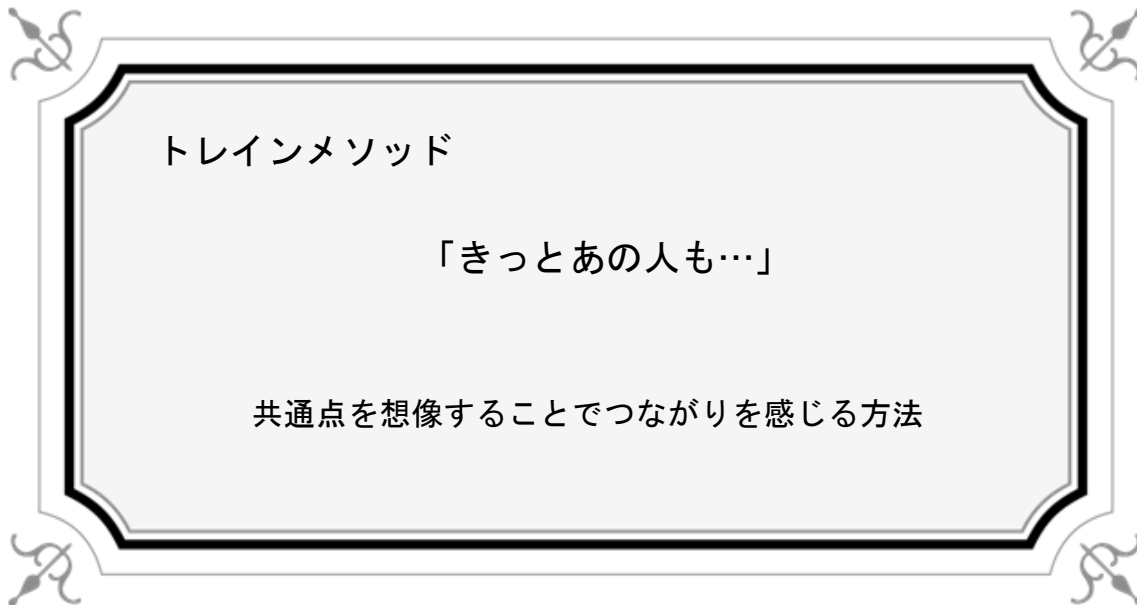 トレインメソッド
「きっとあの人も…」
共通点を想像することでつながりを感じる方法